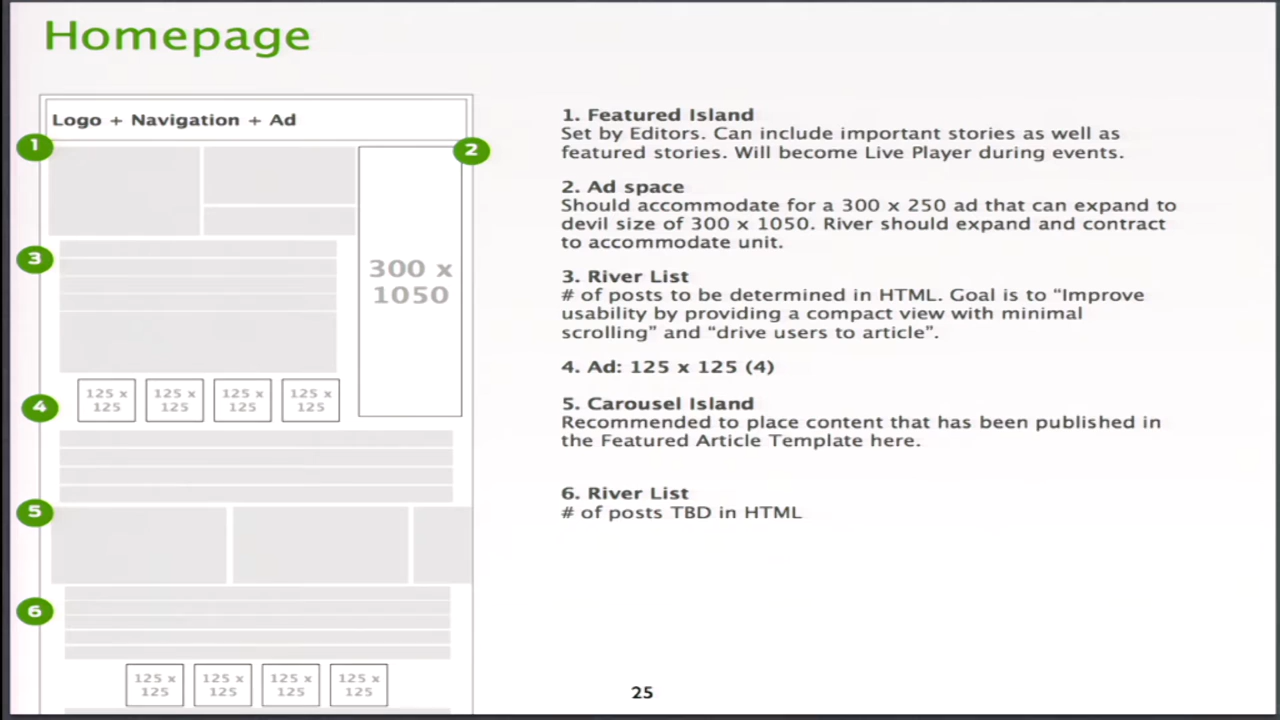 Homepage
Logo + Navigation + Ad
1
2
3
300 x
1050
4
125 x
125
125 x
125
125 x
125
125 x
125
5
6
125 x
125
125 x
125
125 x
125
125 x
125
1. Featured Island
Set by Editors. Can include important stories as well as
featured stories. Will become Live Player during events.
2. Ad space
Should accommodate for a 300 x 250 ad that can expand to
devil size of 300 x 1050. River should expand and contract
to accommodate unit.
3. River List
# of posts to be determined in HTML. Goal is to “Improve
usability by providing a compact view with minimal
scrolling” and “drive users to article”.
4. Ad: 125 x 125 (4)
5. Carousel Island
Recommended to place content that has been published in
the Featured Article Template here.
6. River List
# of posts TBD in HTML
25